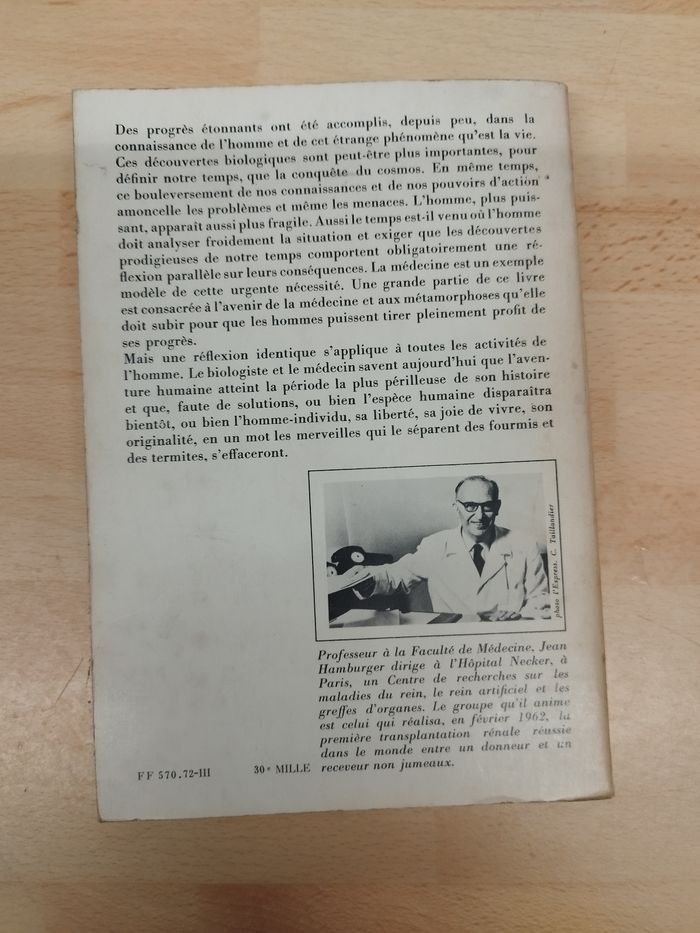 Des progrès étonnants ont été accomplis, depuis peu, dans la
connaissance de l'homme et de cet étrange phénomène qu'est la vie.
Ces découvertes biologiques sont peut-être plus importantes, pour
définir notre temps, que la conquête du cosmos. En même temps,
ce bouleversement de nos connaissances et de nos pouvoirs d'action
amoncelle les problèmes et même les menaces. L'homme, plus puis-
sant, apparaît aussi plus fragile. Aussi le temps est-il venu où l'homme
doit analyser froidement la situation et exiger que les découvertes
prodigieuses de notre temps comportent obligatoirement une ré-
flexion parallèle sur leurs conséquences. La médecine est un exemple
modèle de cette urgente nécessité. Une grande partie de ce livre
est consacrée à l'avenir de la médecine et aux métamorphoses qu'elle
doit subir pour que les hommes puissent tirer pleinement profit de
ses progrès.
Mais une réflexion identique s'applique à toutes les activités de
l'homme. Le biologiste et le médecin savent aujourd'hui que l'aven-
ture humaine atteint la période la plus périlleuse de son histoire
et que, faute de solutions, ou bien l'espèce humaine disparaîtra
bientôt, ou bien l'homme-individu, sa liberté, sa joie de vivre, son
originalité, en un mot les merveilles qui le séparent des fourmis et
des termites, s'effaceront.
photo l'Express. C. Taillandier
Professeur à la Faculté de Médecine, Jean
Hamburger dirige à l'Hôpital Necker, à
Paris, un Centre de recherches sur les
maladies du rein, le rein artificiel et les
greffes d'organes. Le groupe qu'il anime
est celui qui réalisa, en février 1962, la
première transplantation rénale réussie
dans le monde entre un donneur et un
receveur non jumeaux.
FF 570.72-III
30e MILLE